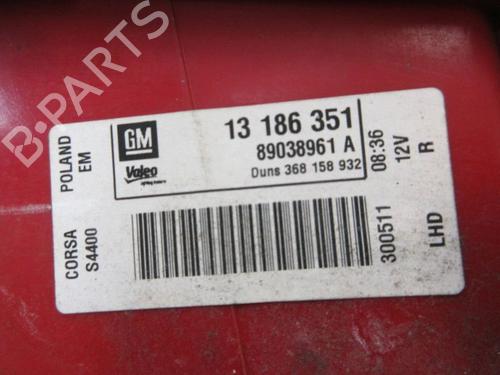 B-PARTS
POLAND
EM
CORSA
S4400
GM
Valeo
13 186 351
89038961 A
Duns 368 158 932
08:36
12V
R
300511
LHD